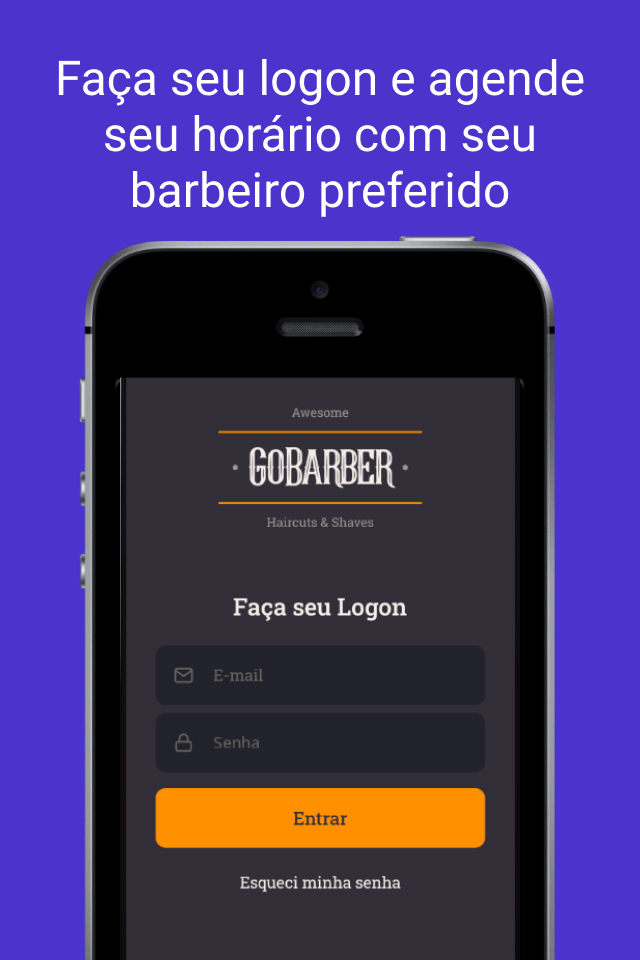 Faça seu logon e agende
seu horário com seu
barbeiro preferido
Awesome
GOBARBER
Haircuts & Shaves
Faça seu Logon
E-mail
Senha
Entrar
Esqueci minha senha